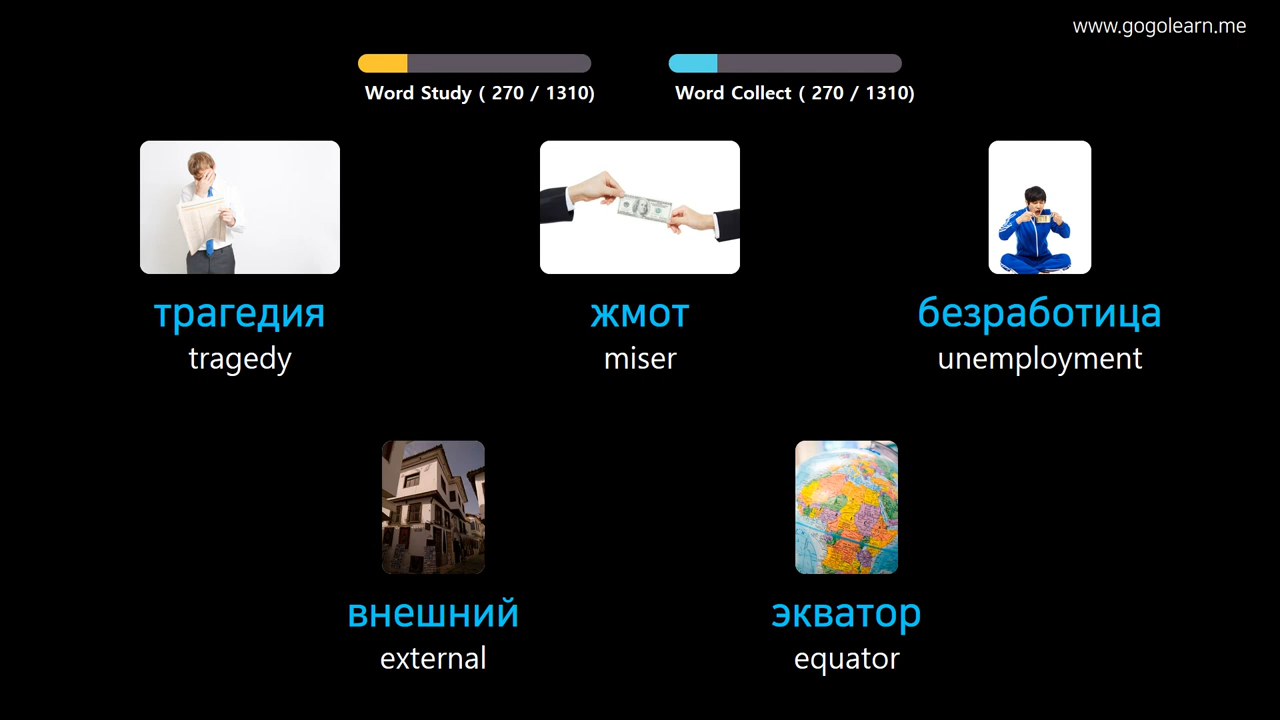 www.gogolearn.me
Word Study ( 270 / 1310)
Word Collect ( 270 / 1310)
трагедия
tragedy
жмот
miser
безработица
unemployment
внешний
external
экватор
equator